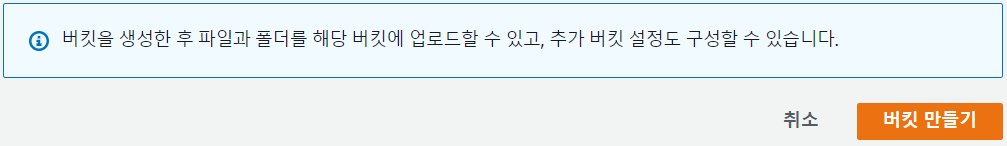 버킷을 생성한 후 파일과 폴더를 해당 버킷에 업로드할 수 있고, 추가 버킷 설정도 구성할 수 있습니다.
취소 버킷 만들기